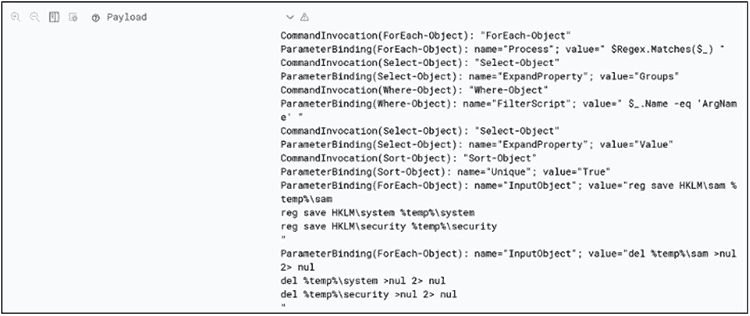 Payload
CommandInvocation(ForEach-Object): "ForEach-Object"
ParameterBinding(ForEach-Object): name="Process"; value=" $Regex.Matches($_) "
CommandInvocation(Select-Object): "Select-Object"
ParameterBinding(Select-Object): name="ExpandProperty"; value="Groups"
CommandInvocation(Where-Object): "Where-Object"
ParameterBinding(Where-Object): name="FilterScript"; value=" $_.Name -eq 'ArgNam
e' "
CommandInvocation(Select-Object): "Select-Object"
ParameterBinding(Select-Object): name="ExpandProperty"; value="Value"
CommandInvocation(Sort-Object): "Sort-Object"
ParameterBinding(Sort-Object): name="Unique"; value="True"
ParameterBinding(ForEach-Object): name="InputObject"; value="reg save HKLM\sam %
temp%\sam
reg save HKLM\system %temp%\system
reg save HKLM\security %temp%\security
"
ParameterBinding(ForEach-Object): name="InputObject"; value="del %temp%\sam >nul
2> nul
del %temp%\system >nul 2> nul
del %temp%\security >nul 2> nul
"